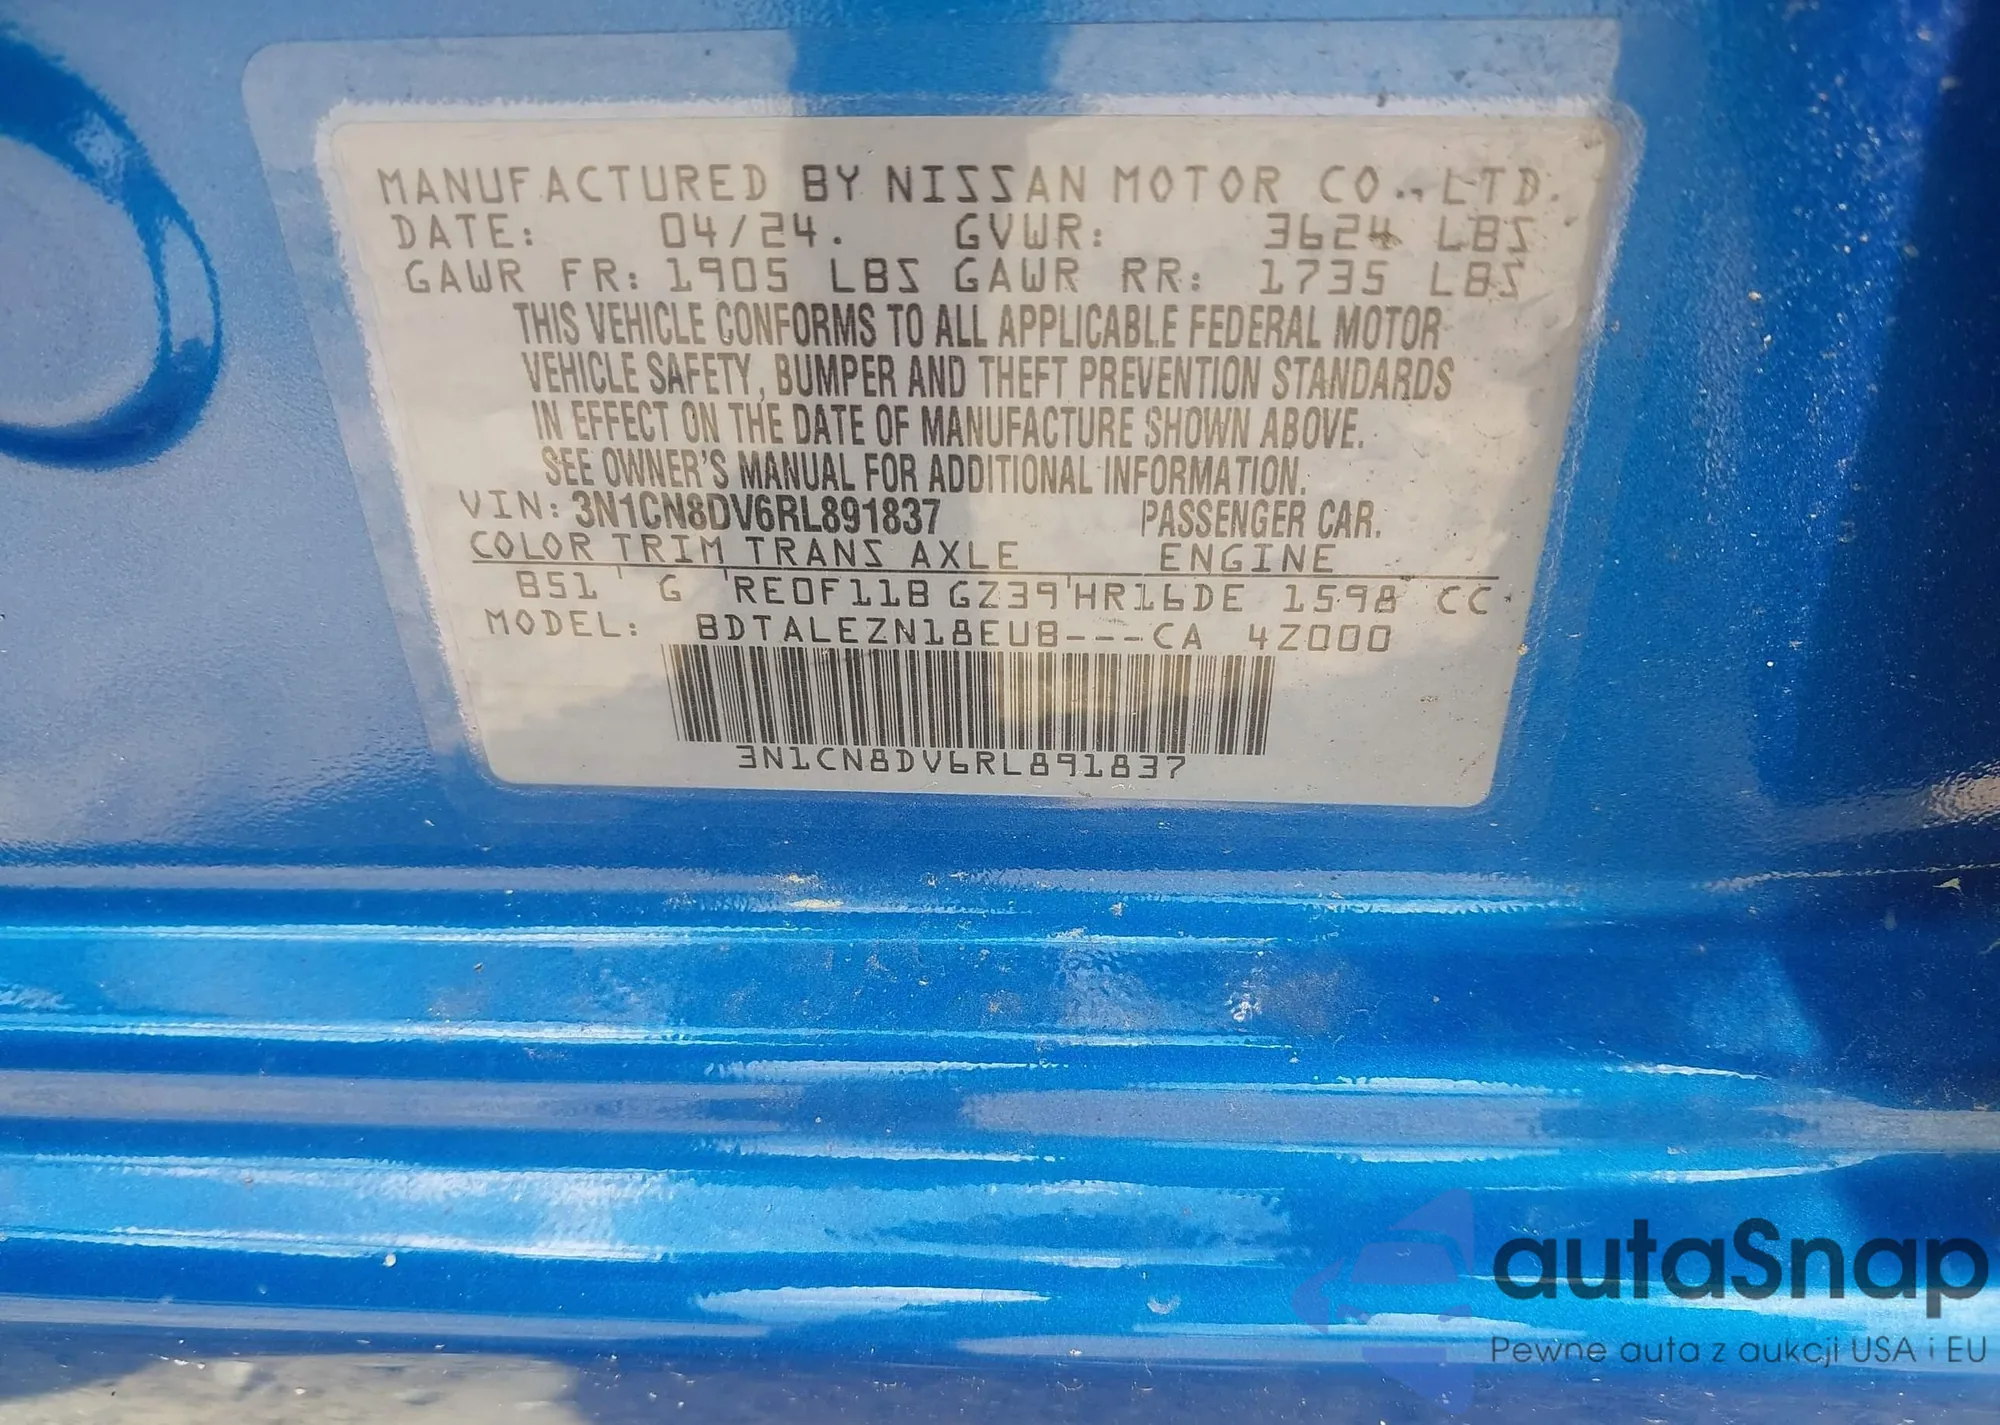 MANUFACTURED BY NISSAN MOTOR CO., LTD.
DATE: 04/24. GVWR: 3624 LBS
GAWR FR: 1905 LBS GAWR RR: 1735 LBS
THIS VEHICLE CONFORMS TO ALL APPLICABLE FEDERAL MOTOR
VEHICLE SAFETY, BUMPER AND THEFT PREVENTION STANDARDS
IN EFFECT ON THE DATE OF MANUFACTURE SHOWN ABOVE.
SEE OWNER'S MANUAL FOR ADDITIONAL INFORMATION.
VIN: 3N1CN8DV6RL891837 PASSENGER CAR.
COLOR TRIM TRANS AXLE ENGINE
B51 G RE0F11B GZ39 HR16DE 1598 CC
MODEL: BDTALEZN18EUB---CA 4Z000
3N1CN8DV6RL891837
autaSnap
Pewne auta z aukcji USA i EU